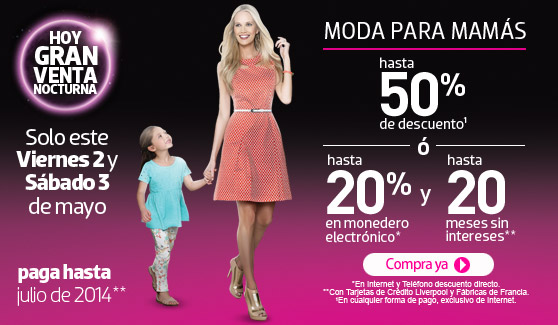 HOY
GRAN
VENTA
NOCTURNA
Solo este
Viernes 2 y
Sábado 3
de mayo
paga hasta
julio de 2014**
MODA PARA MAMÁS
hasta
50%
de descuento¹
ó
hasta
20%
en monedero
electrónico*
y
hasta
20
meses sin
intereses**
Compra ya
*En Internet y Teléfono descuento directo.
**Con Tarjetas de Crédito Liverpool y Fábricas de Francia.
¹En cualquier forma de pago, exclusivo de Internet.